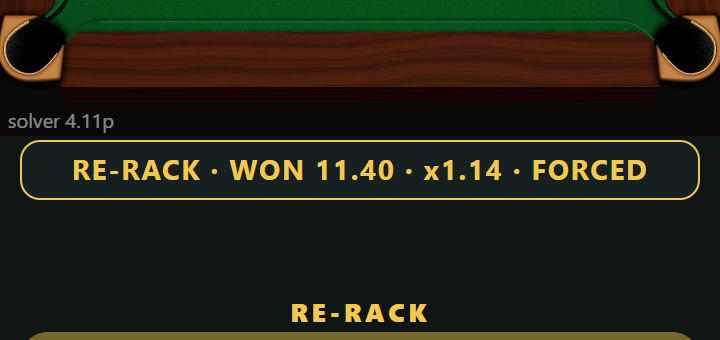 solver 4.11p
RE-RACK · WON 11.40 · x1.14 · FORCED
RE-RACK